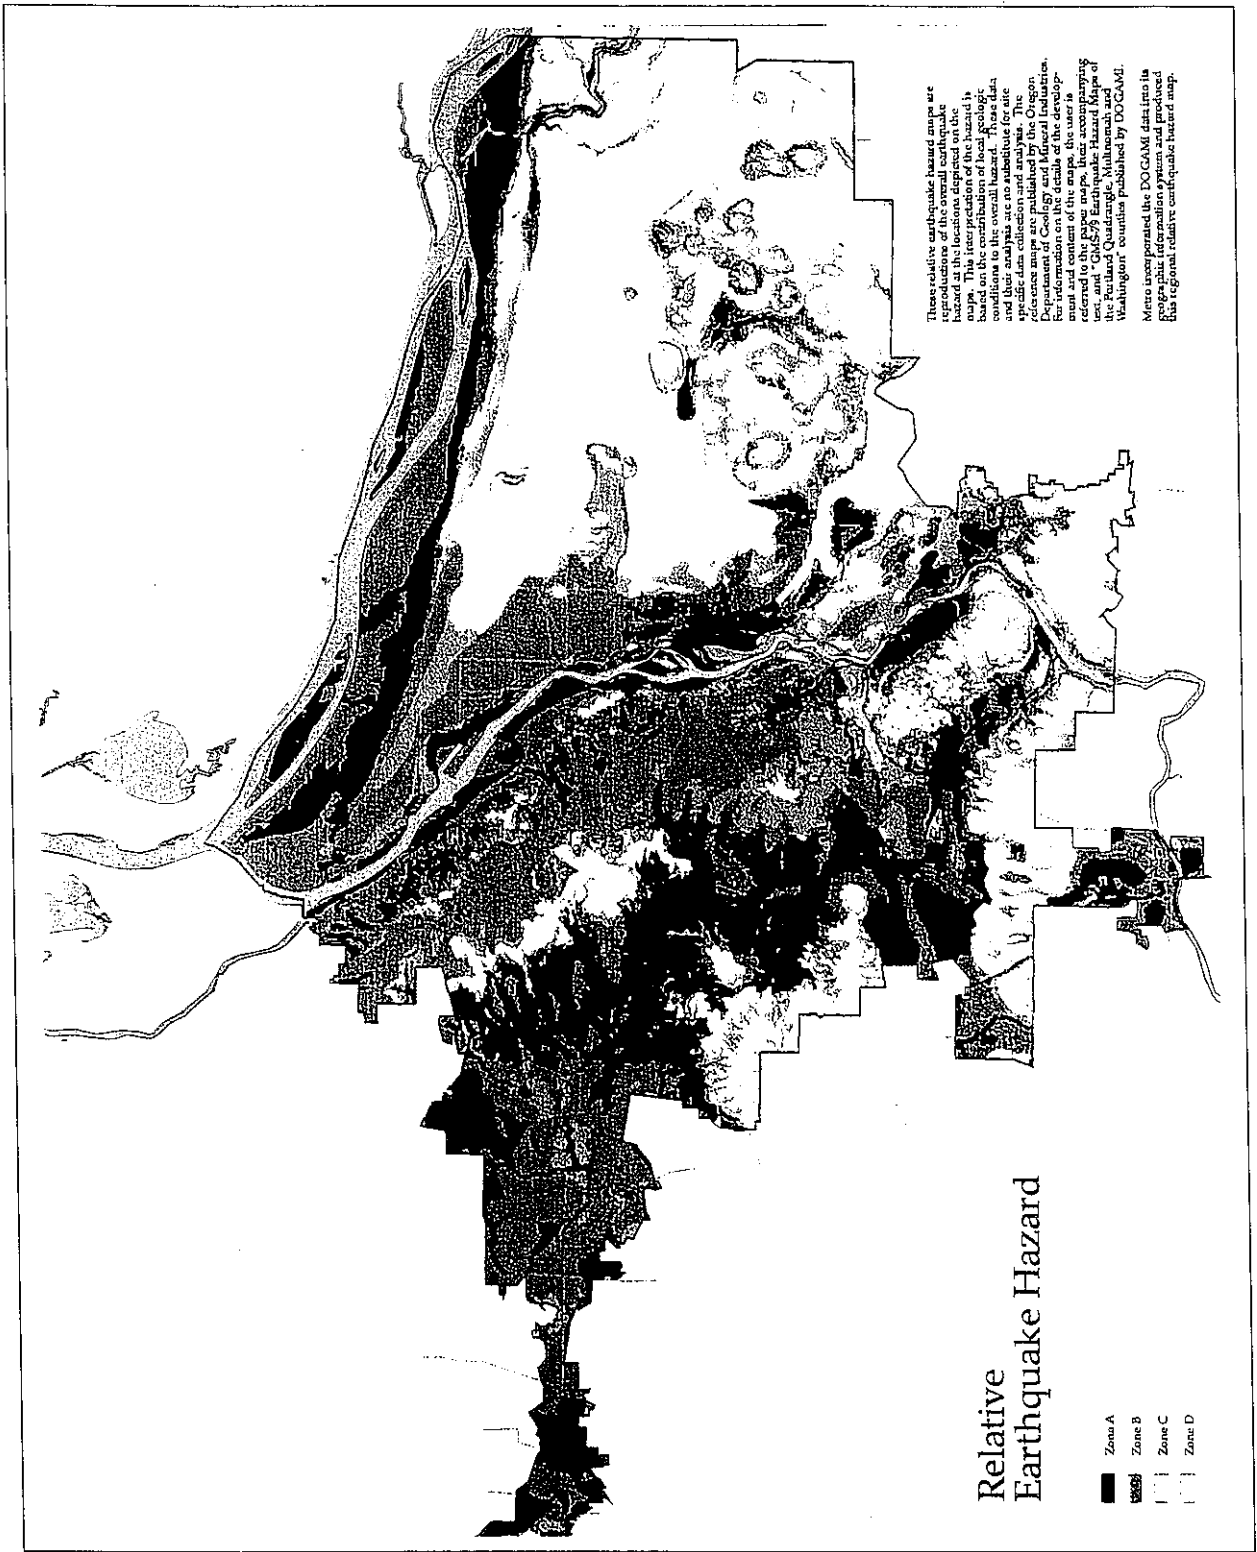 Relative
Earthquake Hazard
Zone A
Zone B
Zone C
Zone D
These relative earthquake hazard maps are
reproductions of the overall earthquake
hazard at the locations depicted on the
maps. This interpretation of the hazard is
based on the contribution of local geologic
conditions to the overall hazard. These data
and their analysis are no substitute for site
specific data collection and analysis. The
reference maps are published by the Oregon
Department of Geology and Mineral Industries.
For information on the details of the develop-
ment and content of the maps, the user is
referred to the paper maps, their accompanying
text, and "GMS-79 Earthquake Hazard Maps of
the Portland Quadrangle, Multnomah and
Washington" counties published by DOGAMI.
Metro incorporated the DOGAMI data into its
geographic information system and produced
this regional relative earthquake hazard map.